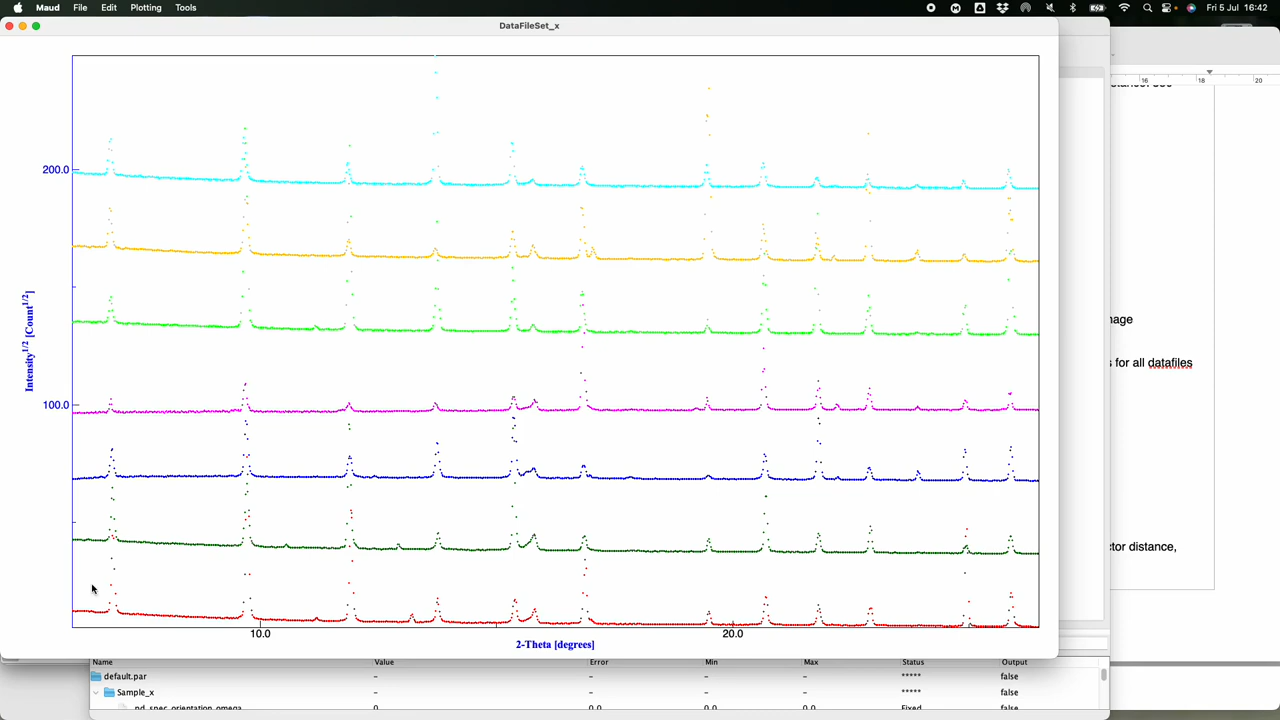 Maud File Edit Plotting Tools Fri 5 Jul 16:42
DataFileSet_x
16 18 20
200.0
100.0
Intensity1/2 [Count1/2]
10.0 20.0
2-Theta [degrees]
s for all datafiles
ctor distance,
Name Value Error Min Max Status Output
default.par – – – – ***** false
Sample_x – – – – ***** false
_pd_spec_orientation_omega 0 0.0 0.0 0.0 Fixed false